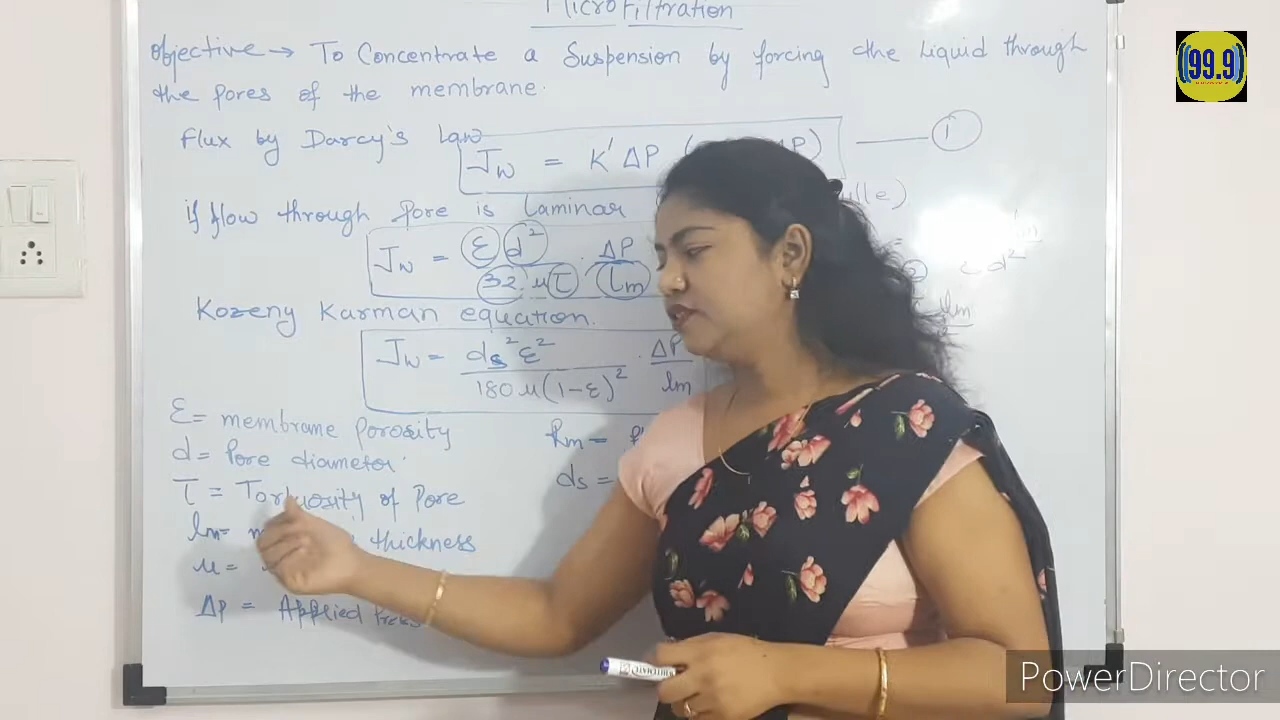 Microfiltration
99.9
Objective → To Concentrate a Suspension by forcing the Liquid through
the Pores of the membrane.
Flux by Darcy's Law
Jw = K' ΔP
1
if flow through Pore is Laminar
Jw = ε d² / 32 μ τ . ΔP / lm
d²
Kozeny Karman equation.
Jw = ds² ε² / 180 μ (1-ε)² . ΔP / lm
ε = membrane porosity
d = Pore diameter.
τ = Tortuosity of Pore
lm = thickness
μ =
ΔP = Applied
Rm =
ds =
PowerDirector